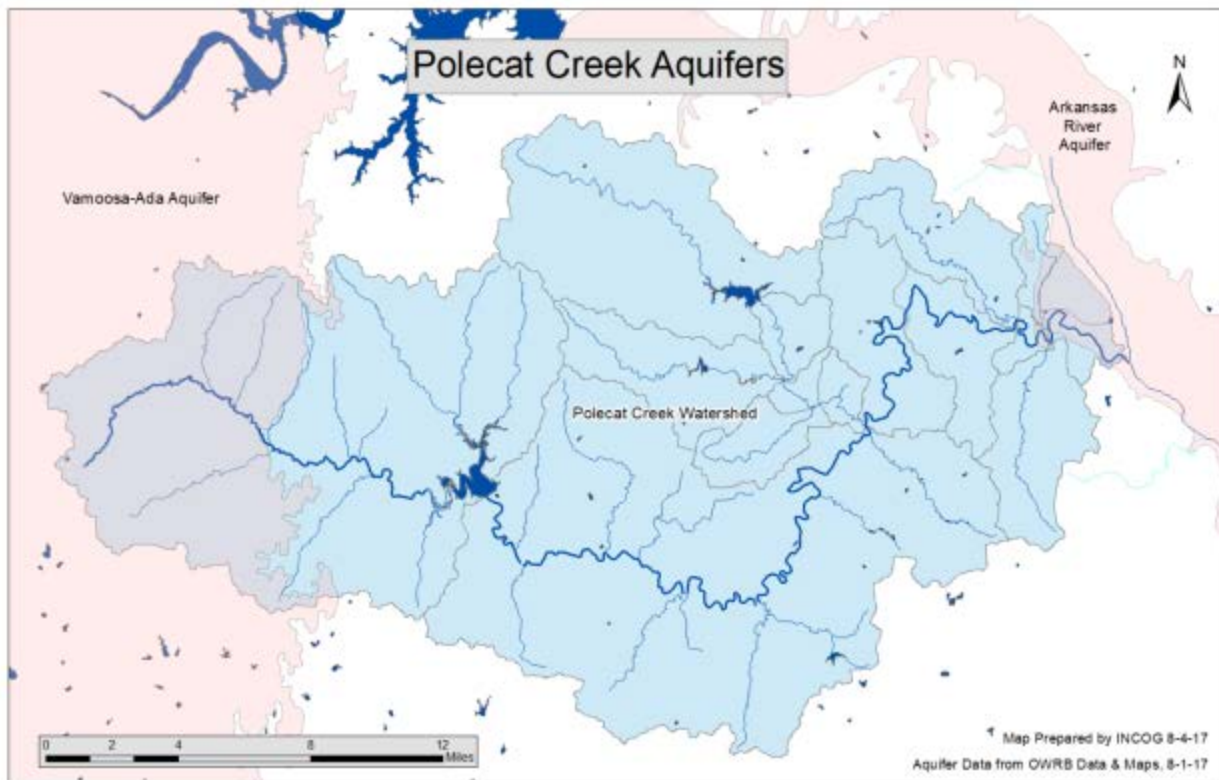 Polecat Creek Aquifers
N
Arkansas
River
Aquifer
Vamoosa-Ada Aquifer
Polecat Creek Watershed
0 2 4 8 12
Miles
Map Prepared by INCOG 8-4-17
Aquifer Data from OWRB Data & Maps, 8-1-17